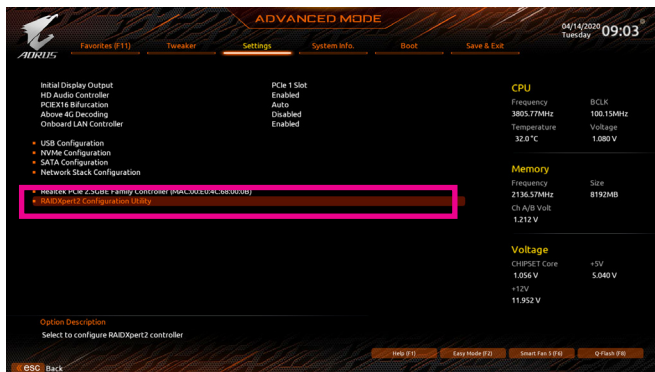 ADVANCED MODE
04/14/2020 Tuesday 09:03
AORUS
Favorites (F11) Tweaker Settings System Info. Boot Save & Exit
Initial Display Output PCIe 1 Slot
HD Audio Controller Enabled
PCIEX16 Bifurcation Auto
Above 4G Decoding Disabled
Onboard LAN Controller Enabled
USB Configuration
NVMe Configuration
SATA Configuration
Network Stack Configuration
Realtek PCIe 2.5GBE Family Controller (MAC:00:E0:4C:68:00:0B)
RAIDXpert2 Configuration Utility
CPU
Frequency BCLK
3805.77MHz 100.15MHz
Temperature Voltage
32.0 °C 1.080 V
Memory
Frequency Size
2136.57MHz 8192MB
Ch A/B Volt
1.212 V
Voltage
CHIPSET Core +5V
1.056 V 5.040 V
+12V
11.952 V
Option Description
Select to configure RAIDXpert2 controller
Help (F1) Easy Mode (F2) Smart Fan 5 (F6) Q-Flash (F8)
esc Back